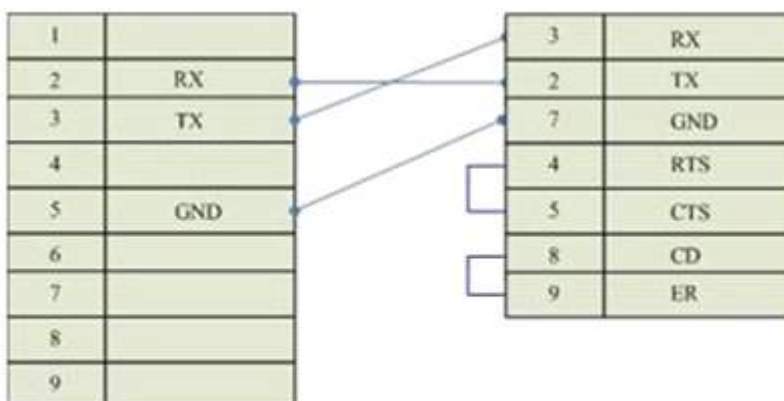 1
2 RX
3 TX
4
5 GND
6
7
8
9
3 RX
2 TX
7 GND
4 RTS
5 CTS
8 CD
9 ER